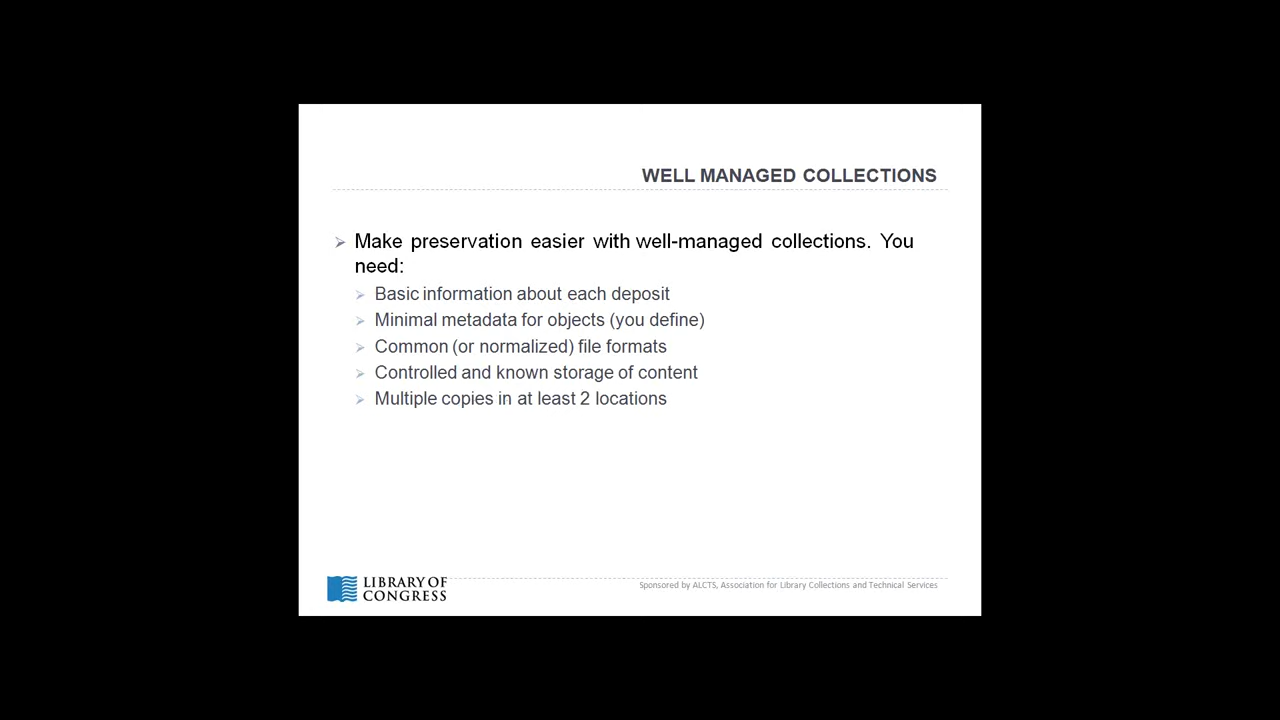 WELL MANAGED COLLECTIONS
Make preservation easier with well-managed collections. You
need:
Basic information about each deposit
Minimal metadata for objects (you define)
Common (or normalized) file formats
Controlled and known storage of content
Multiple copies in at least 2 locations
LIBRARY OF
CONGRESS
Sponsored by ALCTS, Association for Library Collections and Technical Services